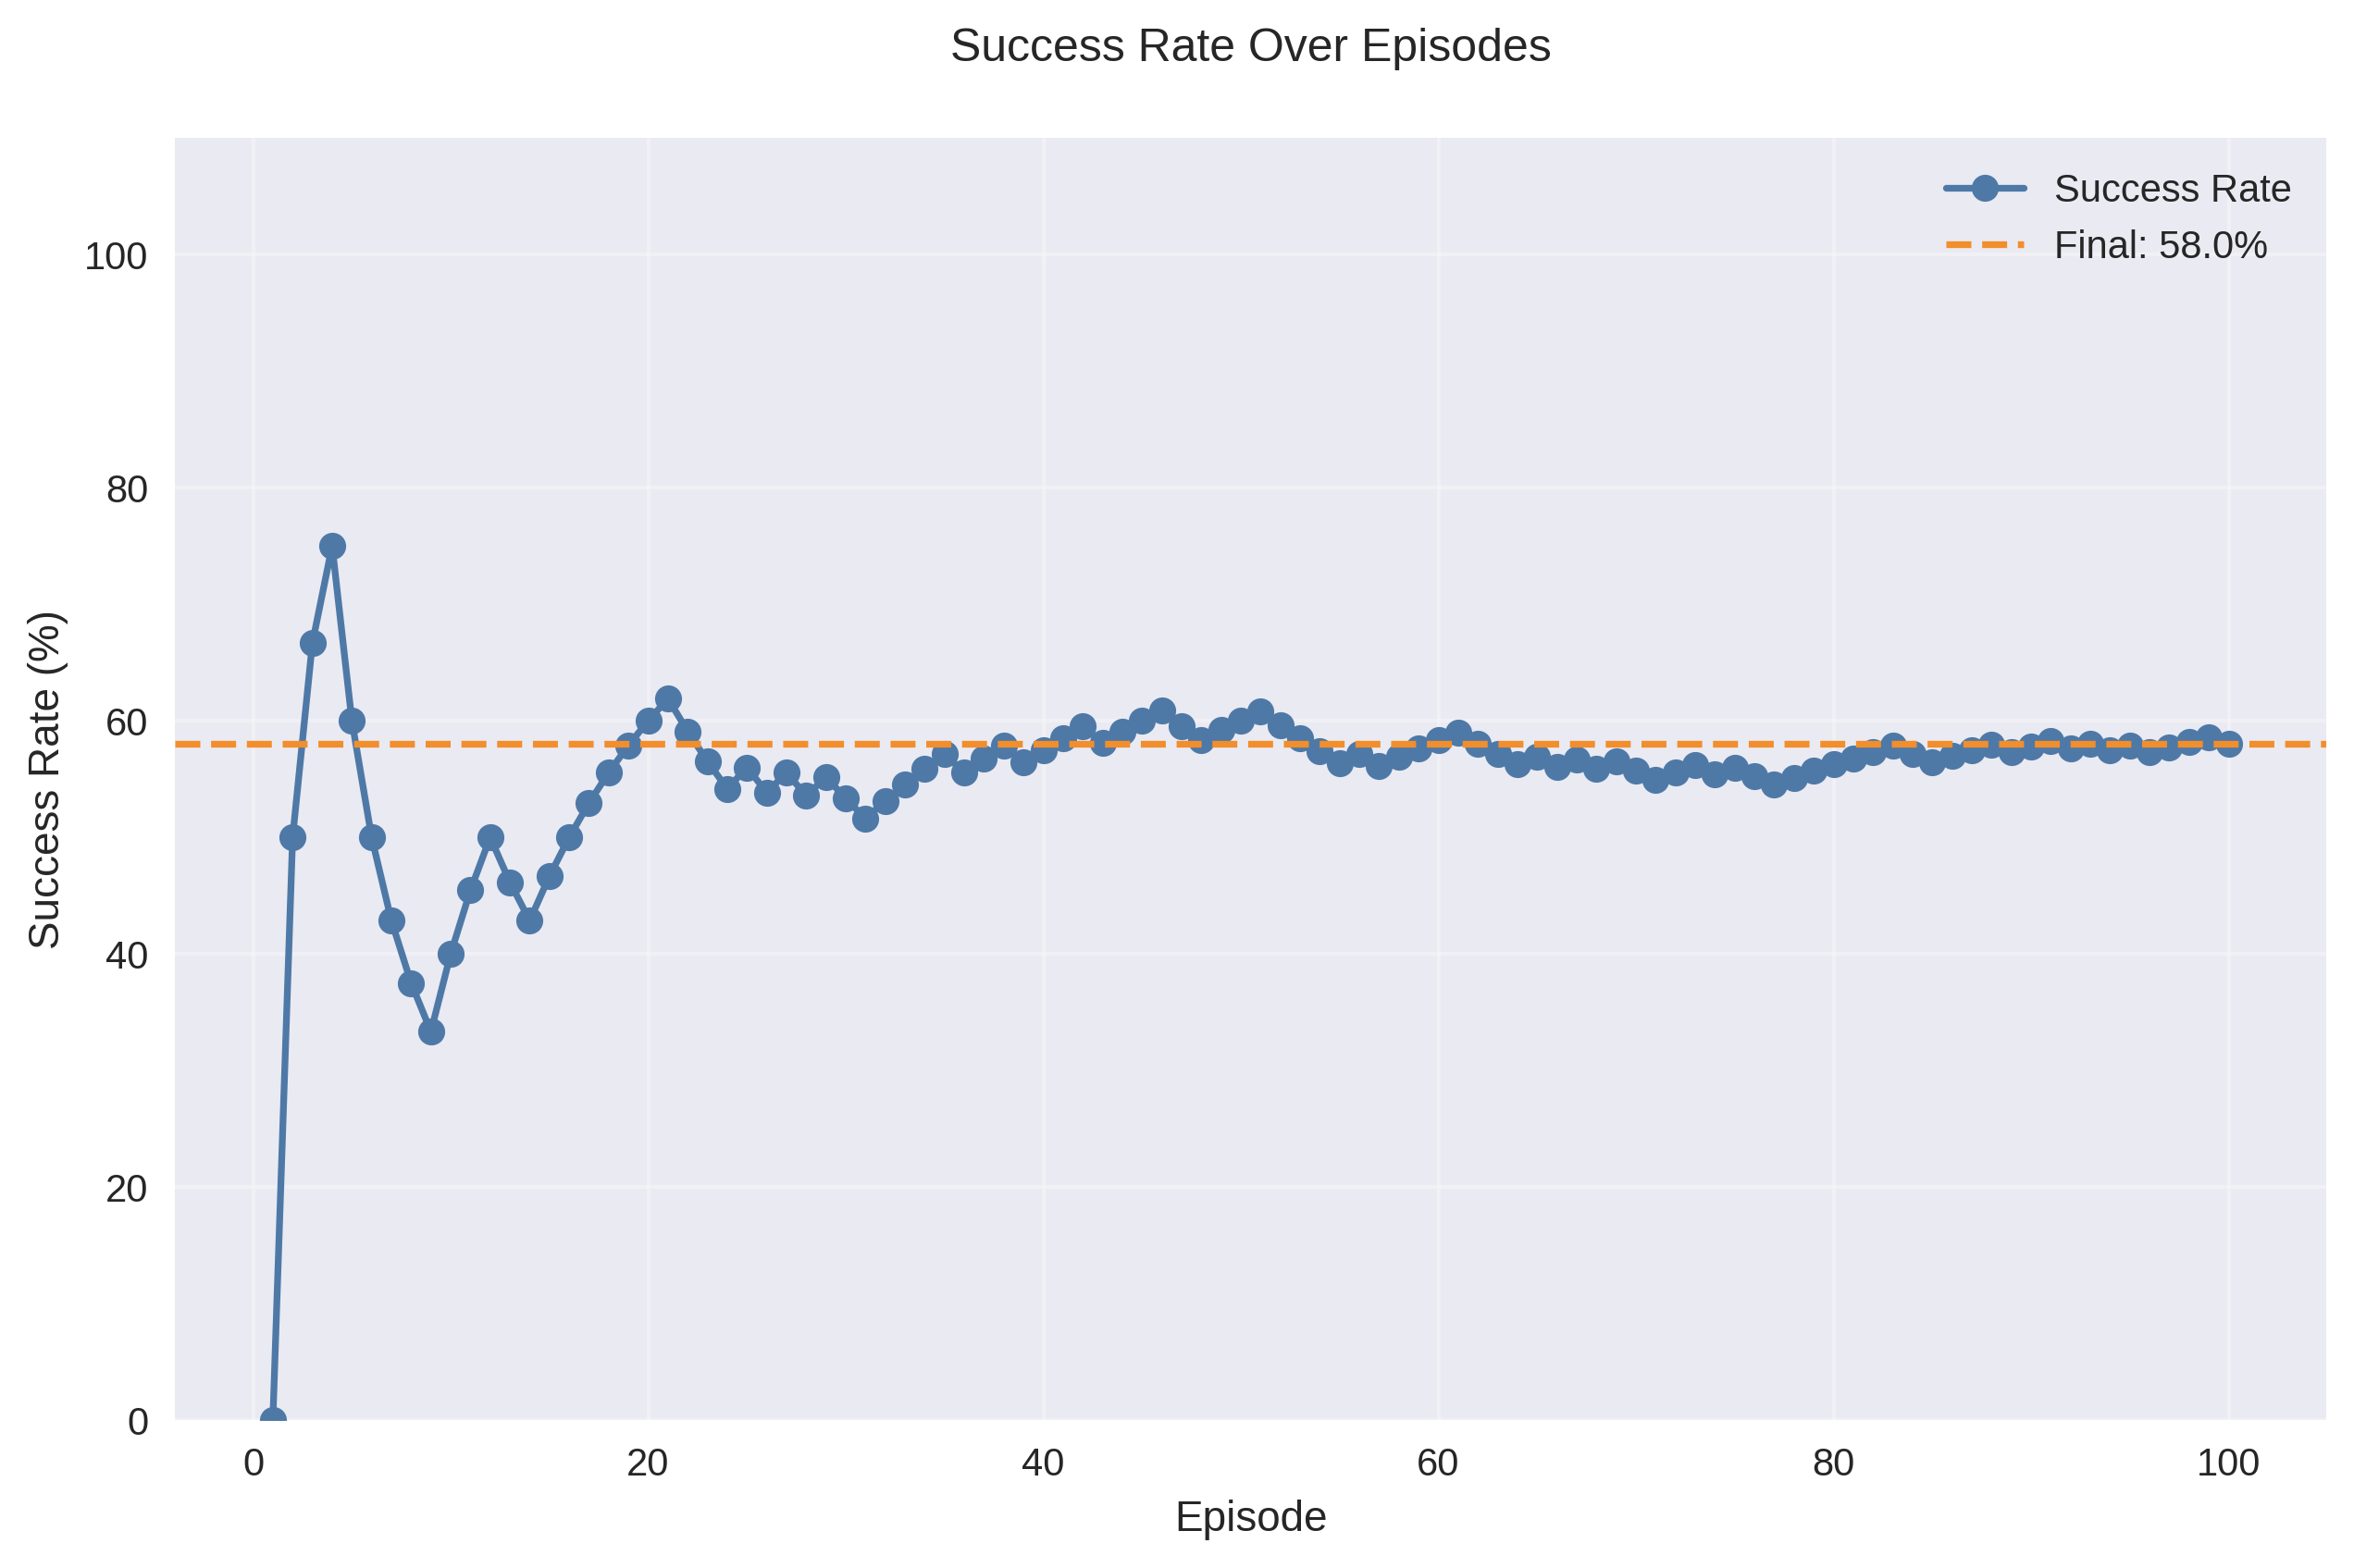 Success Rate Over Episodes
Success Rate
Final: 58.0%
100
80
60
40
20
0
Success Rate (%)
0 20 40 60 80 100
Episode